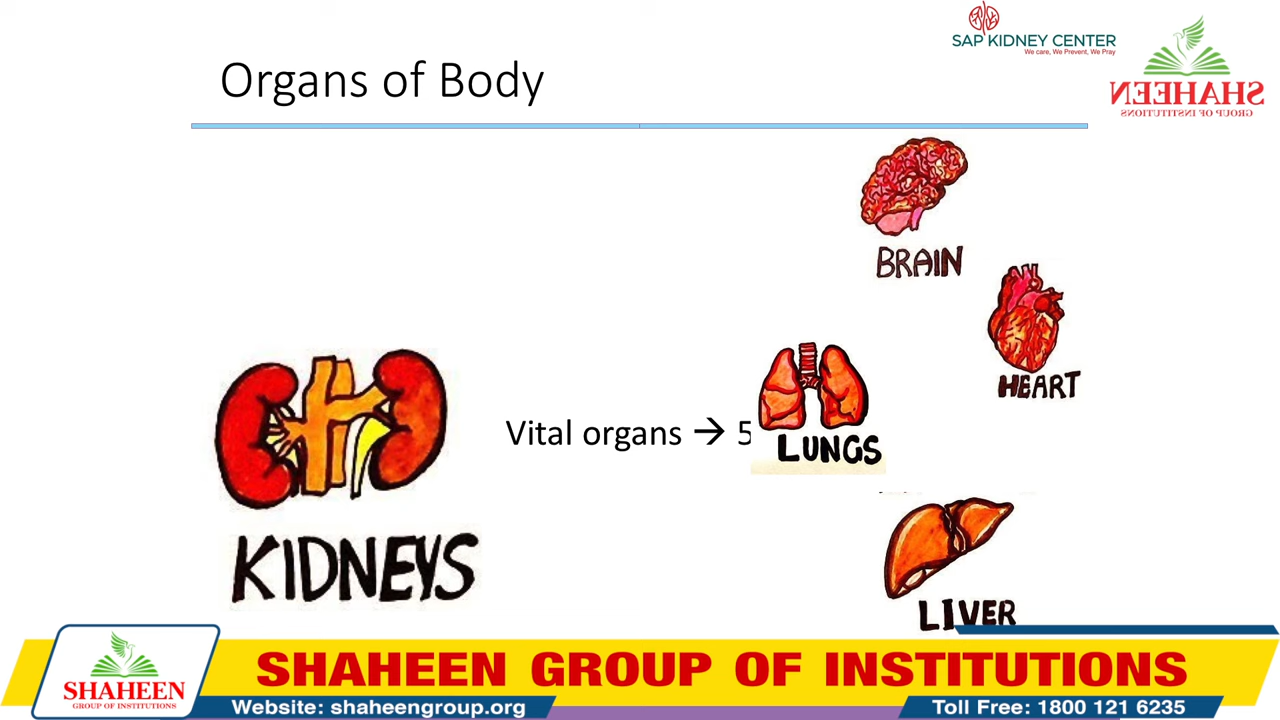 SAP KIDNEY CENTER
We care, We Prevent, We Pray
SHAHEEN
GROUP OF INSTITUTIONS
Organs of Body
BRAIN
HEART
Vital organs → 5
LUNGS
KIDNEYS
LIVER
SHAHEEN
GROUP OF INSTITUTIONS
SHAHEEN GROUP OF INSTITUTIONS
Website: shaheengroup.org
Toll Free: 1800 121 6235